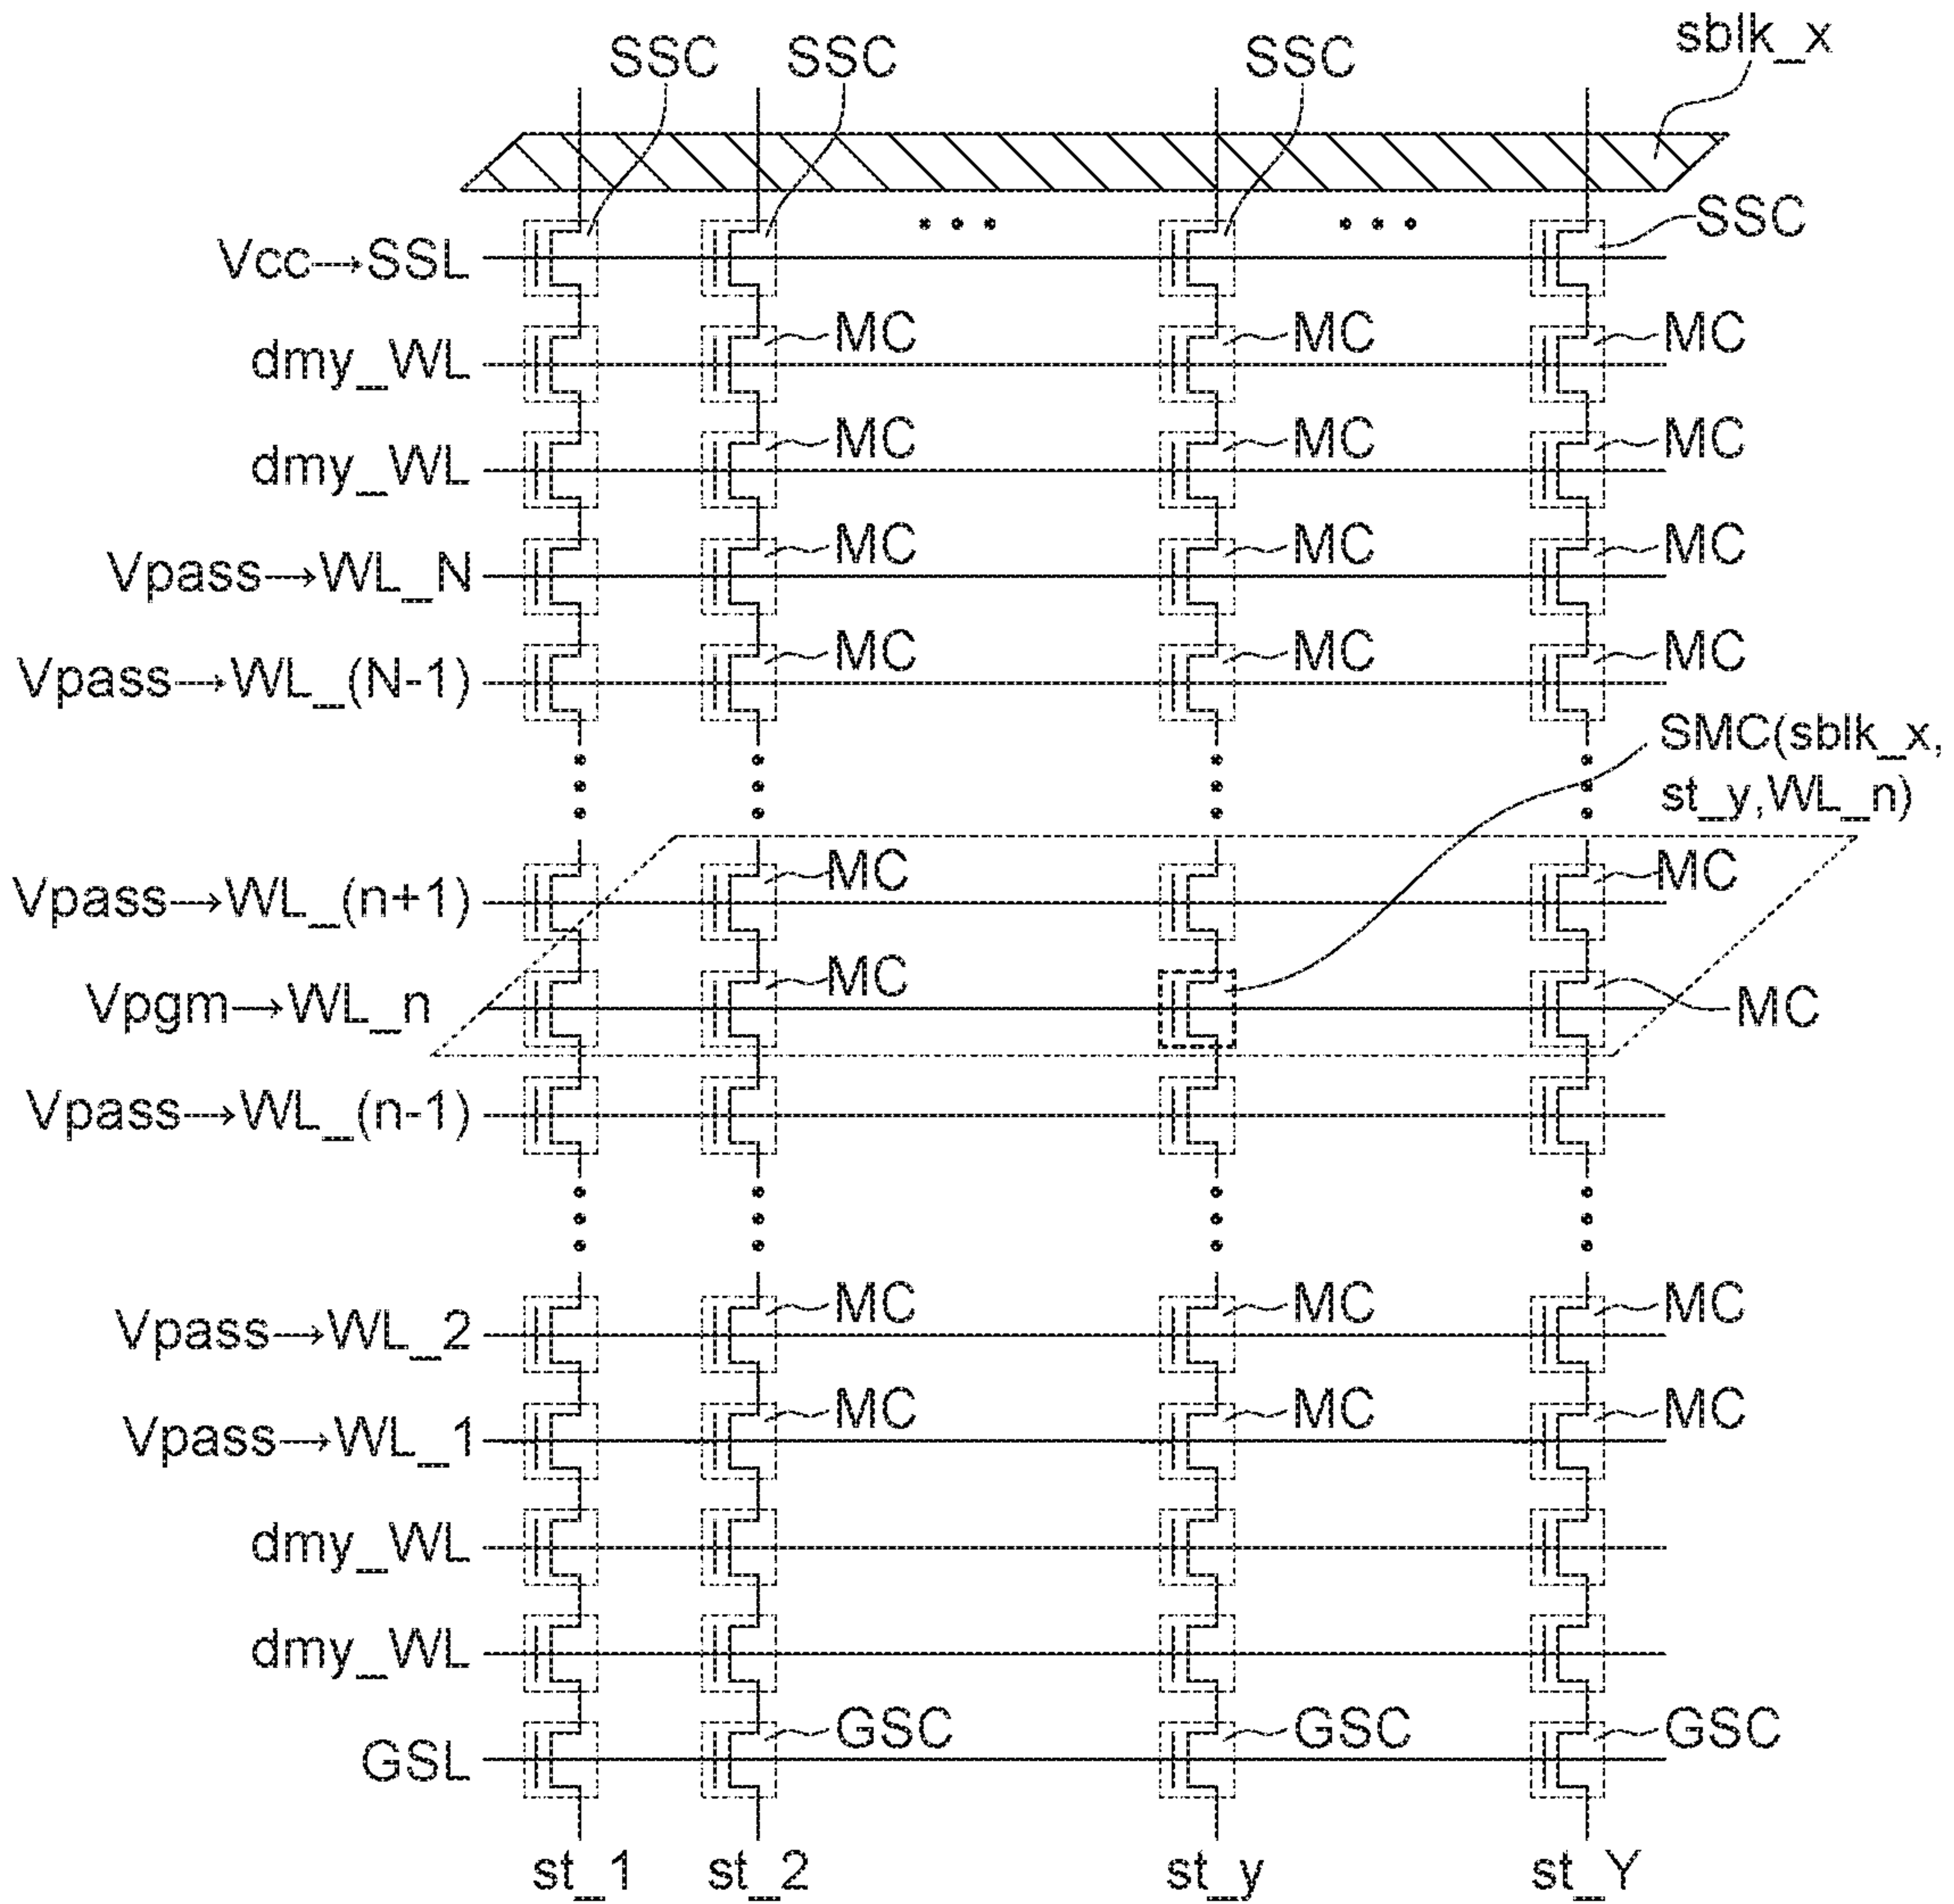 SSC SSC SSC sblk_x
Vcc→SSL SSC
dmy_WL MC MC MC
dmy_WL MC MC MC
Vpass→WL_N MC MC MC
Vpass→WL_(N-1) MC MC MC
SMC(sblk_x,
st_y,WL_n)
Vpass→WL_(n+1) MC MC
Vpgm→WL_n MC MC
Vpass→WL_(n-1)
Vpass→WL_2 MC MC MC
Vpass→WL_1 MC MC MC
dmy_WL
dmy_WL
GSL GSC GSC GSC
st_1 st_2 st_y st_Y